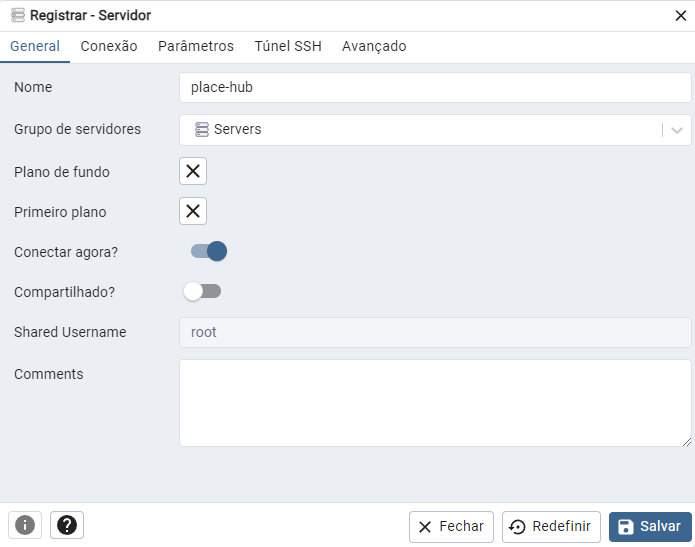 Registrar - Servidor
General Conexão Parâmetros Túnel SSH Avançado
Nome place-hub
Grupo de servidores Servers
Plano de fundo
Primeiro plano
Conectar agora?
Compartilhado?
Shared Username root
Comments
Fechar Redefinir Salvar